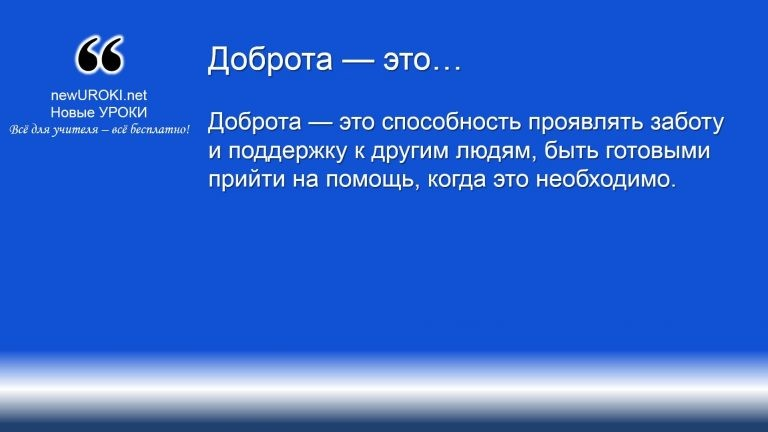 “
newUROKI.net
Новые УРОКИ
Всё для учителя – всё бесплатно!
Доброта — это…
Доброта — это способность проявлять заботу
и поддержку к другим людям, быть готовыми
прийти на помощь, когда это необходимо.